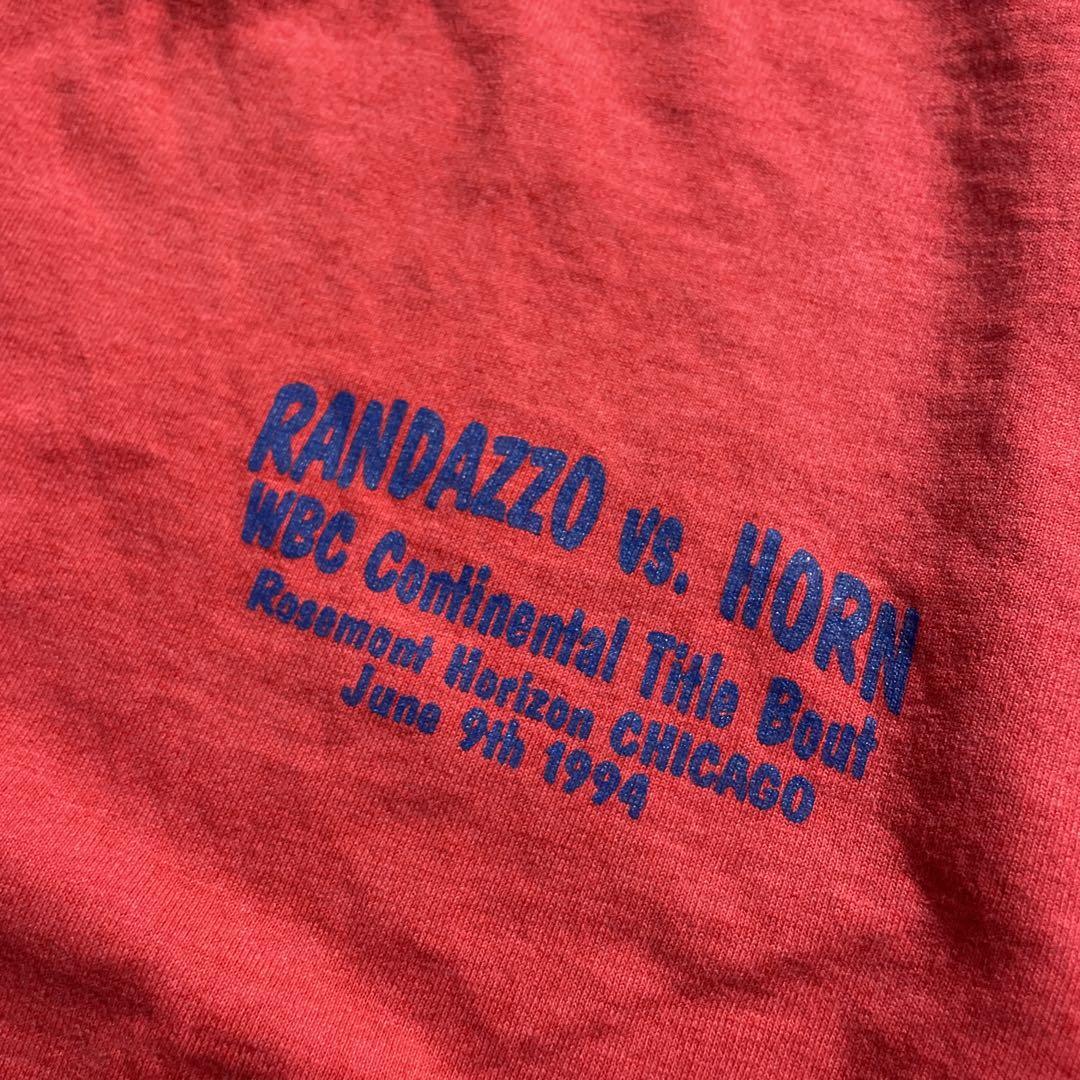 RANDAZZO vs. HORN
WBC Continental Title Bout
Rosemont Horizon CHICAGO
June 9th 1994